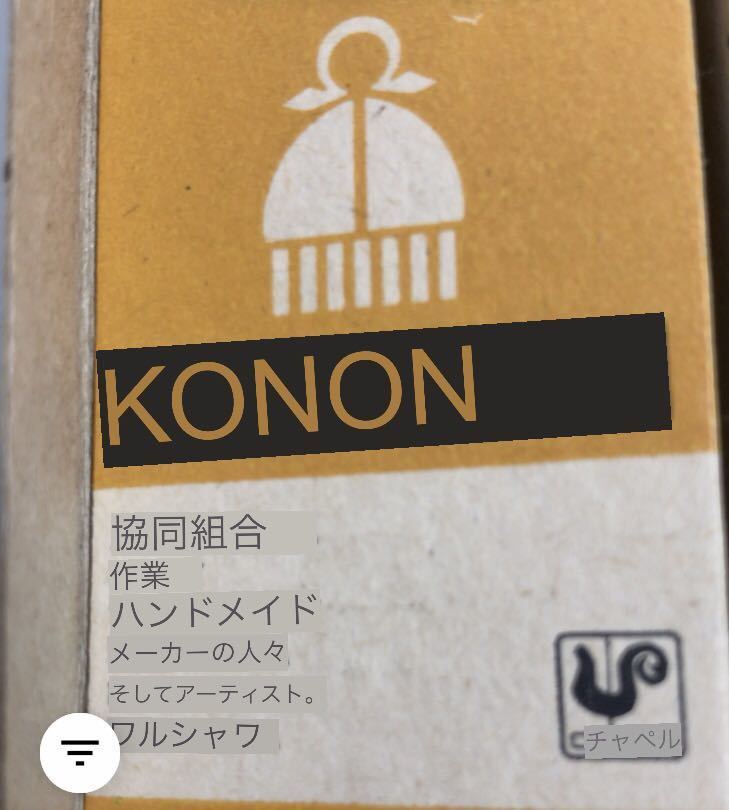 KONON
協同組合
作業
ハンドメイド
メーカーの人々
そしてアーティスト。
ワルシャワ
チャペル